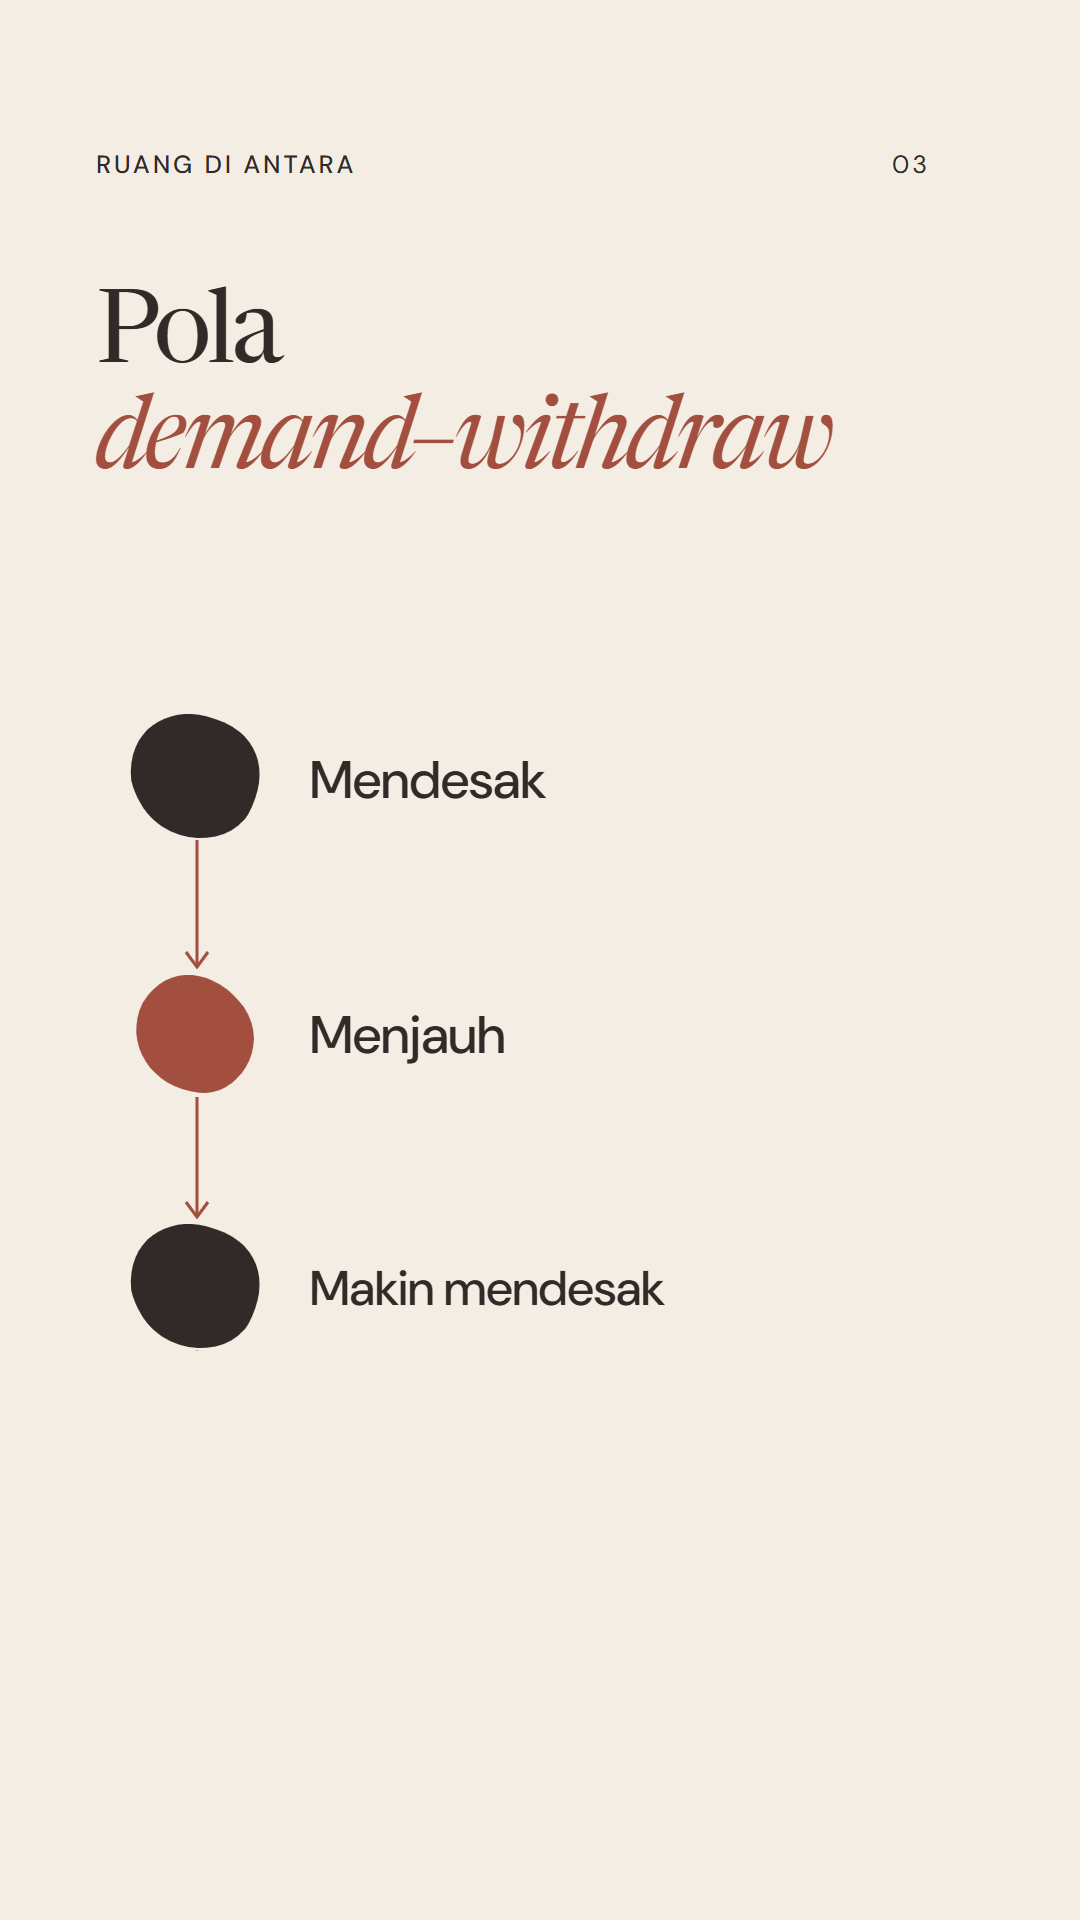 RUANG DI ANTARA
03
Pola
demand–withdraw
Mendesak
Menjauh
Makin mendesak